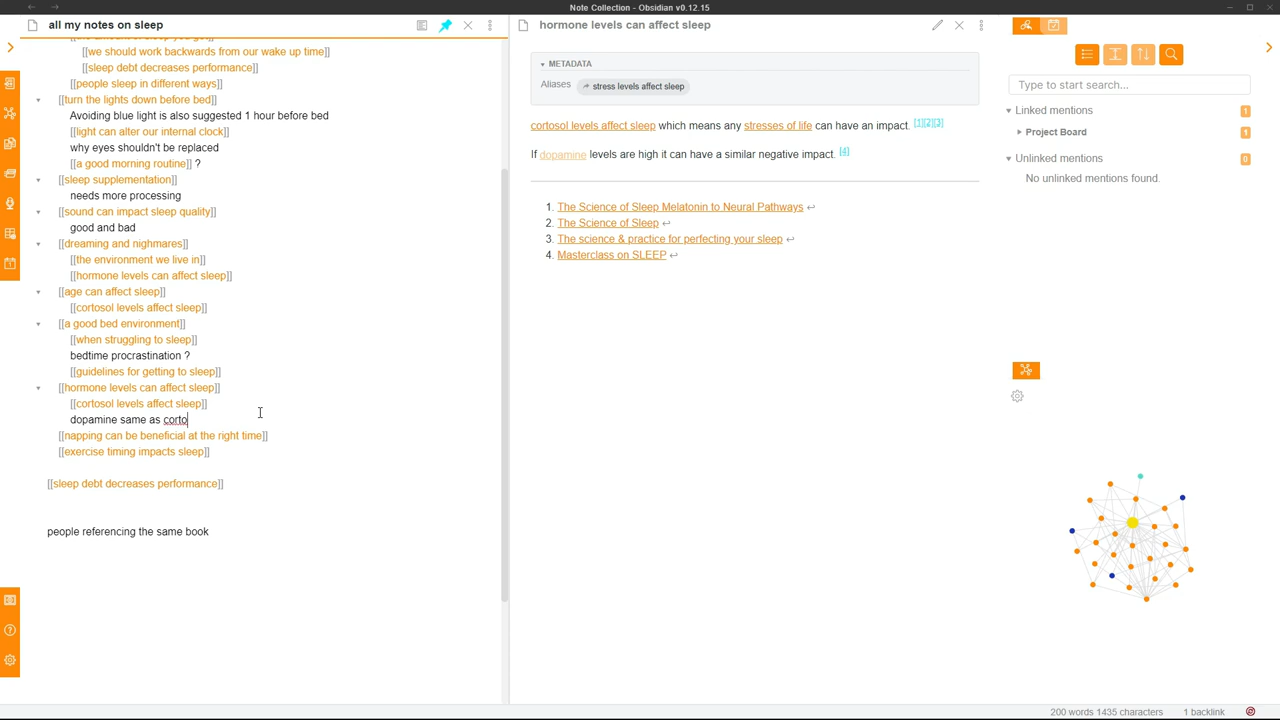 Note Collection - Obsidian v0.12.15
all my notes on sleep
[[we should work backwards from our wake up time]]
[[sleep debt decreases performance]]
[[people sleep in different ways]]
[[turn the lights down before bed]]
Avoiding blue light is also suggested 1 hour before bed
[[light can alter our internal clock]]
why eyes shouldn't be replaced
[[a good morning routine]] ?
[[sleep supplementation]]
needs more processing
[[sound can impact sleep quality]]
good and bad
[[dreaming and nighmares]]
[[the environment we live in]]
[[hormone levels can affect sleep]]
[[age can affect sleep]]
[[cortosol levels affect sleep]]
[[a good bed environment]]
[[when struggling to sleep]]
bedtime procrastination ?
[[guidelines for getting to sleep]]
[[hormone levels can affect sleep]]
[[cortosol levels affect sleep]]
dopamine same as corto
[[napping can be beneficial at the right time]]
[[exercise timing impacts sleep]]
[[sleep debt decreases performance]]
people referencing the same book
hormone levels can affect sleep
METADATA
Aliases stress levels affect sleep
cortosol levels affect sleep which means any stresses of life can have an impact. [1][2][3]
If dopamine levels are high it can have a similar negative impact. [4]
1. The Science of Sleep Melatonin to Neural Pathways ↩
2. The Science of Sleep ↩
3. The science & practice for perfecting your sleep ↩
4. Masterclass on SLEEP ↩
Type to start search...
Linked mentions 1
Project Board 1
Unlinked mentions 0
No unlinked mentions found.
200 words 1435 characters 1 backlink